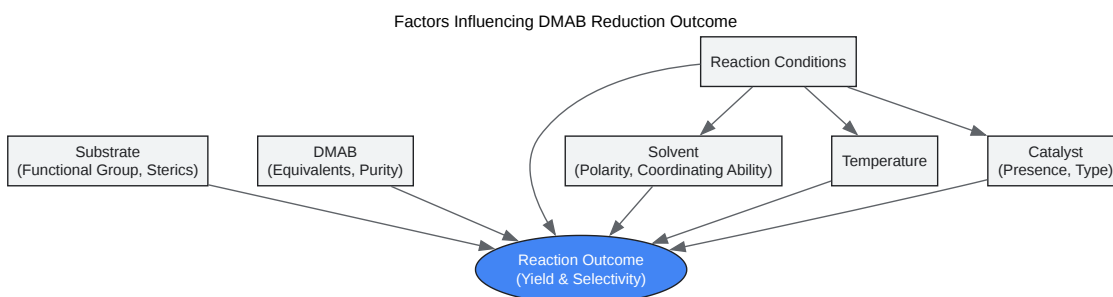 Factors Influencing DMAB Reduction Outcome
Reaction Conditions
Substrate
(Functional Group, Sterics)
DMAB
(Equivalents, Purity)
Solvent
(Polarity, Coordinating Ability)
Temperature
Catalyst
(Presence, Type)
Reaction Outcome
(Yield & Selectivity)